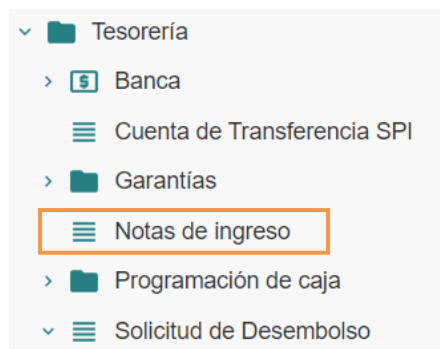 Tesorería
Banca
Cuenta de Transferencia SPI
Garantías
Notas de ingreso
Programación de caja
Solicitud de Desembolso